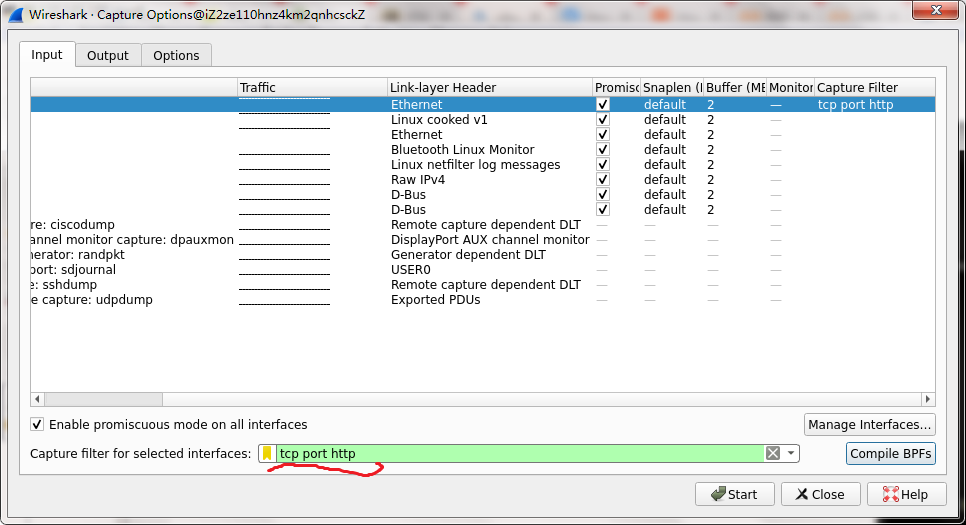 Wireshark · Capture Options@iZ2ze110hnz4km2qnhcsckZ
Input Output Options
Traffic Link-layer Header Promisc Snaplen ( Buffer (ME Monitor Capture Filter
Ethernet default 2 — tcp port http
Linux cooked v1 default 2 —
Ethernet default 2 —
Bluetooth Linux Monitor default 2 —
Linux netfilter log messages default 2 —
Raw IPv4 default 2 —
D-Bus default 2 —
D-Bus default 2 —
re: ciscodump Remote capture dependent DLT — — — —
annel monitor capture: dpauxmon DisplayPort AUX channel monitor — — — —
nerator: randpkt Generator dependent DLT — — — —
port: sdjournal USER0 — — — —
e: sshdump Remote capture dependent DLT — — — —
e capture: udpdump Exported PDUs — — — —
Enable promiscuous mode on all interfaces Manage Interfaces...
Capture filter for selected interfaces: tcp port http Compile BPFs
Start Close Help